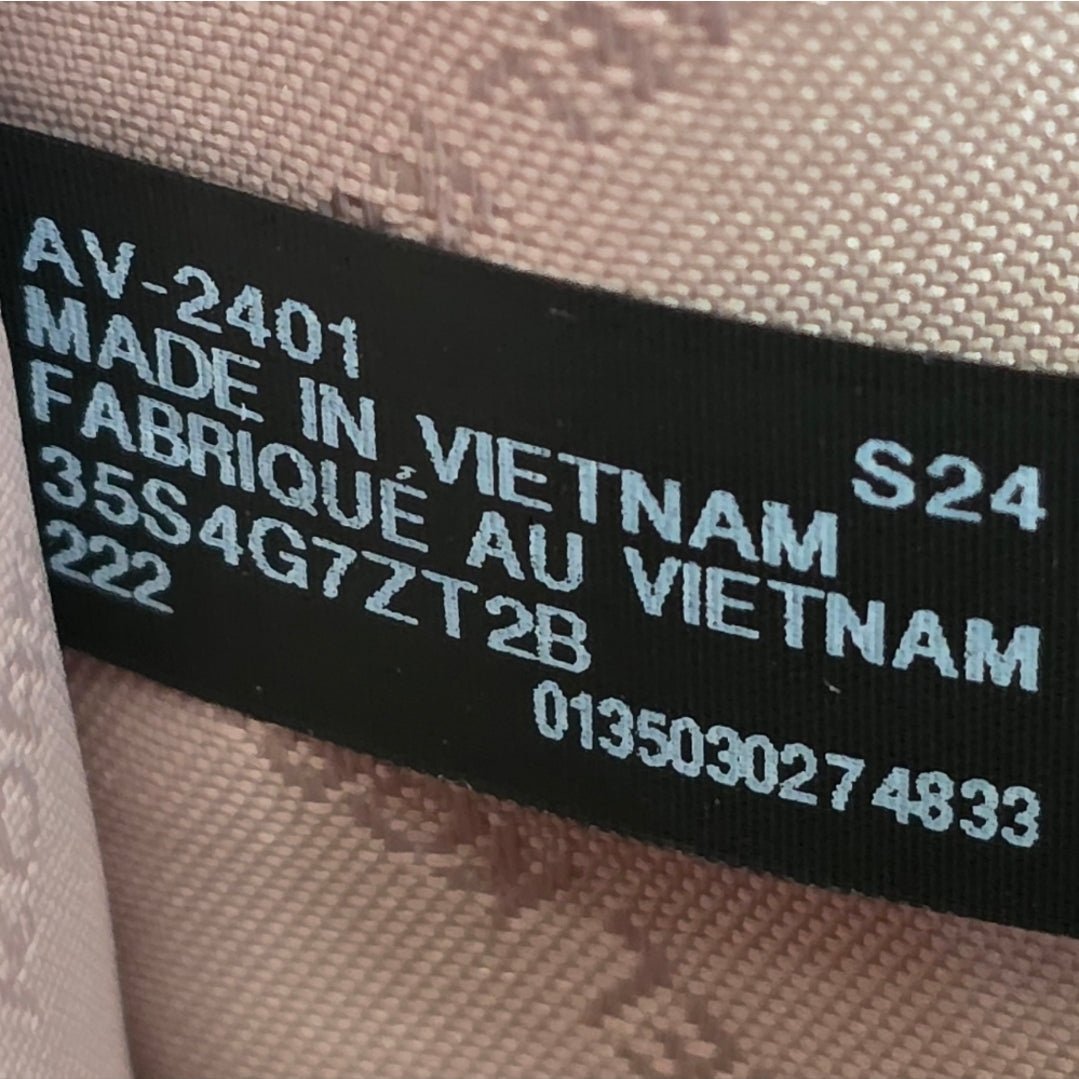 AV-2401
MADE IN VIETNAM S24
FABRIQUÉ AU VIETNAM
35S4G7ZT2B
222
0135030274833